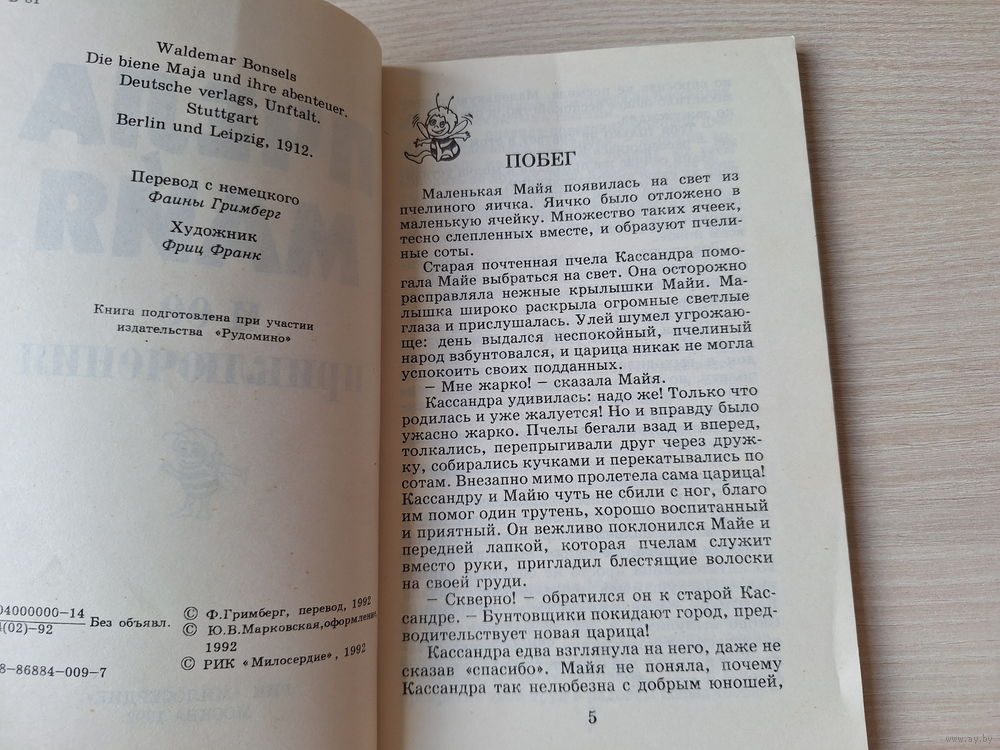 Waldemar Bonsels
Die biene Maja und ihre abenteuer.
Deutsche verlags, Unftalt.
Stuttgart
Berlin und Leipzig, 1912.
Перевод с немецкого
Фаины Гримберг
Художник
Фриц Франк
Книга подготовлена при участии
издательства «Рудомино»
04000000—14
(02)—92
Без объявл.
8-86884-009-7
© Ф.Гримберг, перевод, 1992
© Ю.В.Марковская,оформление,
1992
© РИК «Милосердие», 1992
ПОБЕГ
Маленькая Майя появилась на свет из
пчелиного яичка. Яичко было отложено в
маленькую ячейку. Множество таких ячеек,
тесно слепленных вместе, и образуют пчели-
ные соты.
Старая почтенная пчела Кассандра помо-
гала Майе выбраться на свет. Она осторожно
расправляла нежные крылышки Майи. Ма-
лышка широко раскрыла огромные светлые
глаза и прислушалась. Улей шумел угрожаю-
ще: день выдался неспокойный, пчелиный
народ взбунтовался, и царица никак не могла
успокоить своих подданных.
— Мне жарко! — сказала Майя.
Кассандра удивилась: надо же! Только что
родилась и уже жалуется! Но и вправду было
ужасно жарко. Пчелы бегали взад и вперед,
толкались, перепрыгивали друг через друж-
ку, собирались кучками и перекатывались по
сотам. Внезапно мимо пролетела сама царица!
Кассандру и Майю чуть не сбили с ног, благо
им помог один трутень, хорошо воспитанный
и приятный. Он вежливо поклонился Майе и
передней лапкой, которая пчелам служит
вместо руки, пригладил блестящие волоски
на своей груди.
— Скверно! — обратился он к старой Кас-
сандре. — Бунтовщики покидают город, пред-
водительствует новая царица!
Кассандра едва взглянула на него, даже не
сказав «спасибо». Майя не поняла, почему
Кассандра так нелюбезна с добрым юношей,
5
www.ay.by